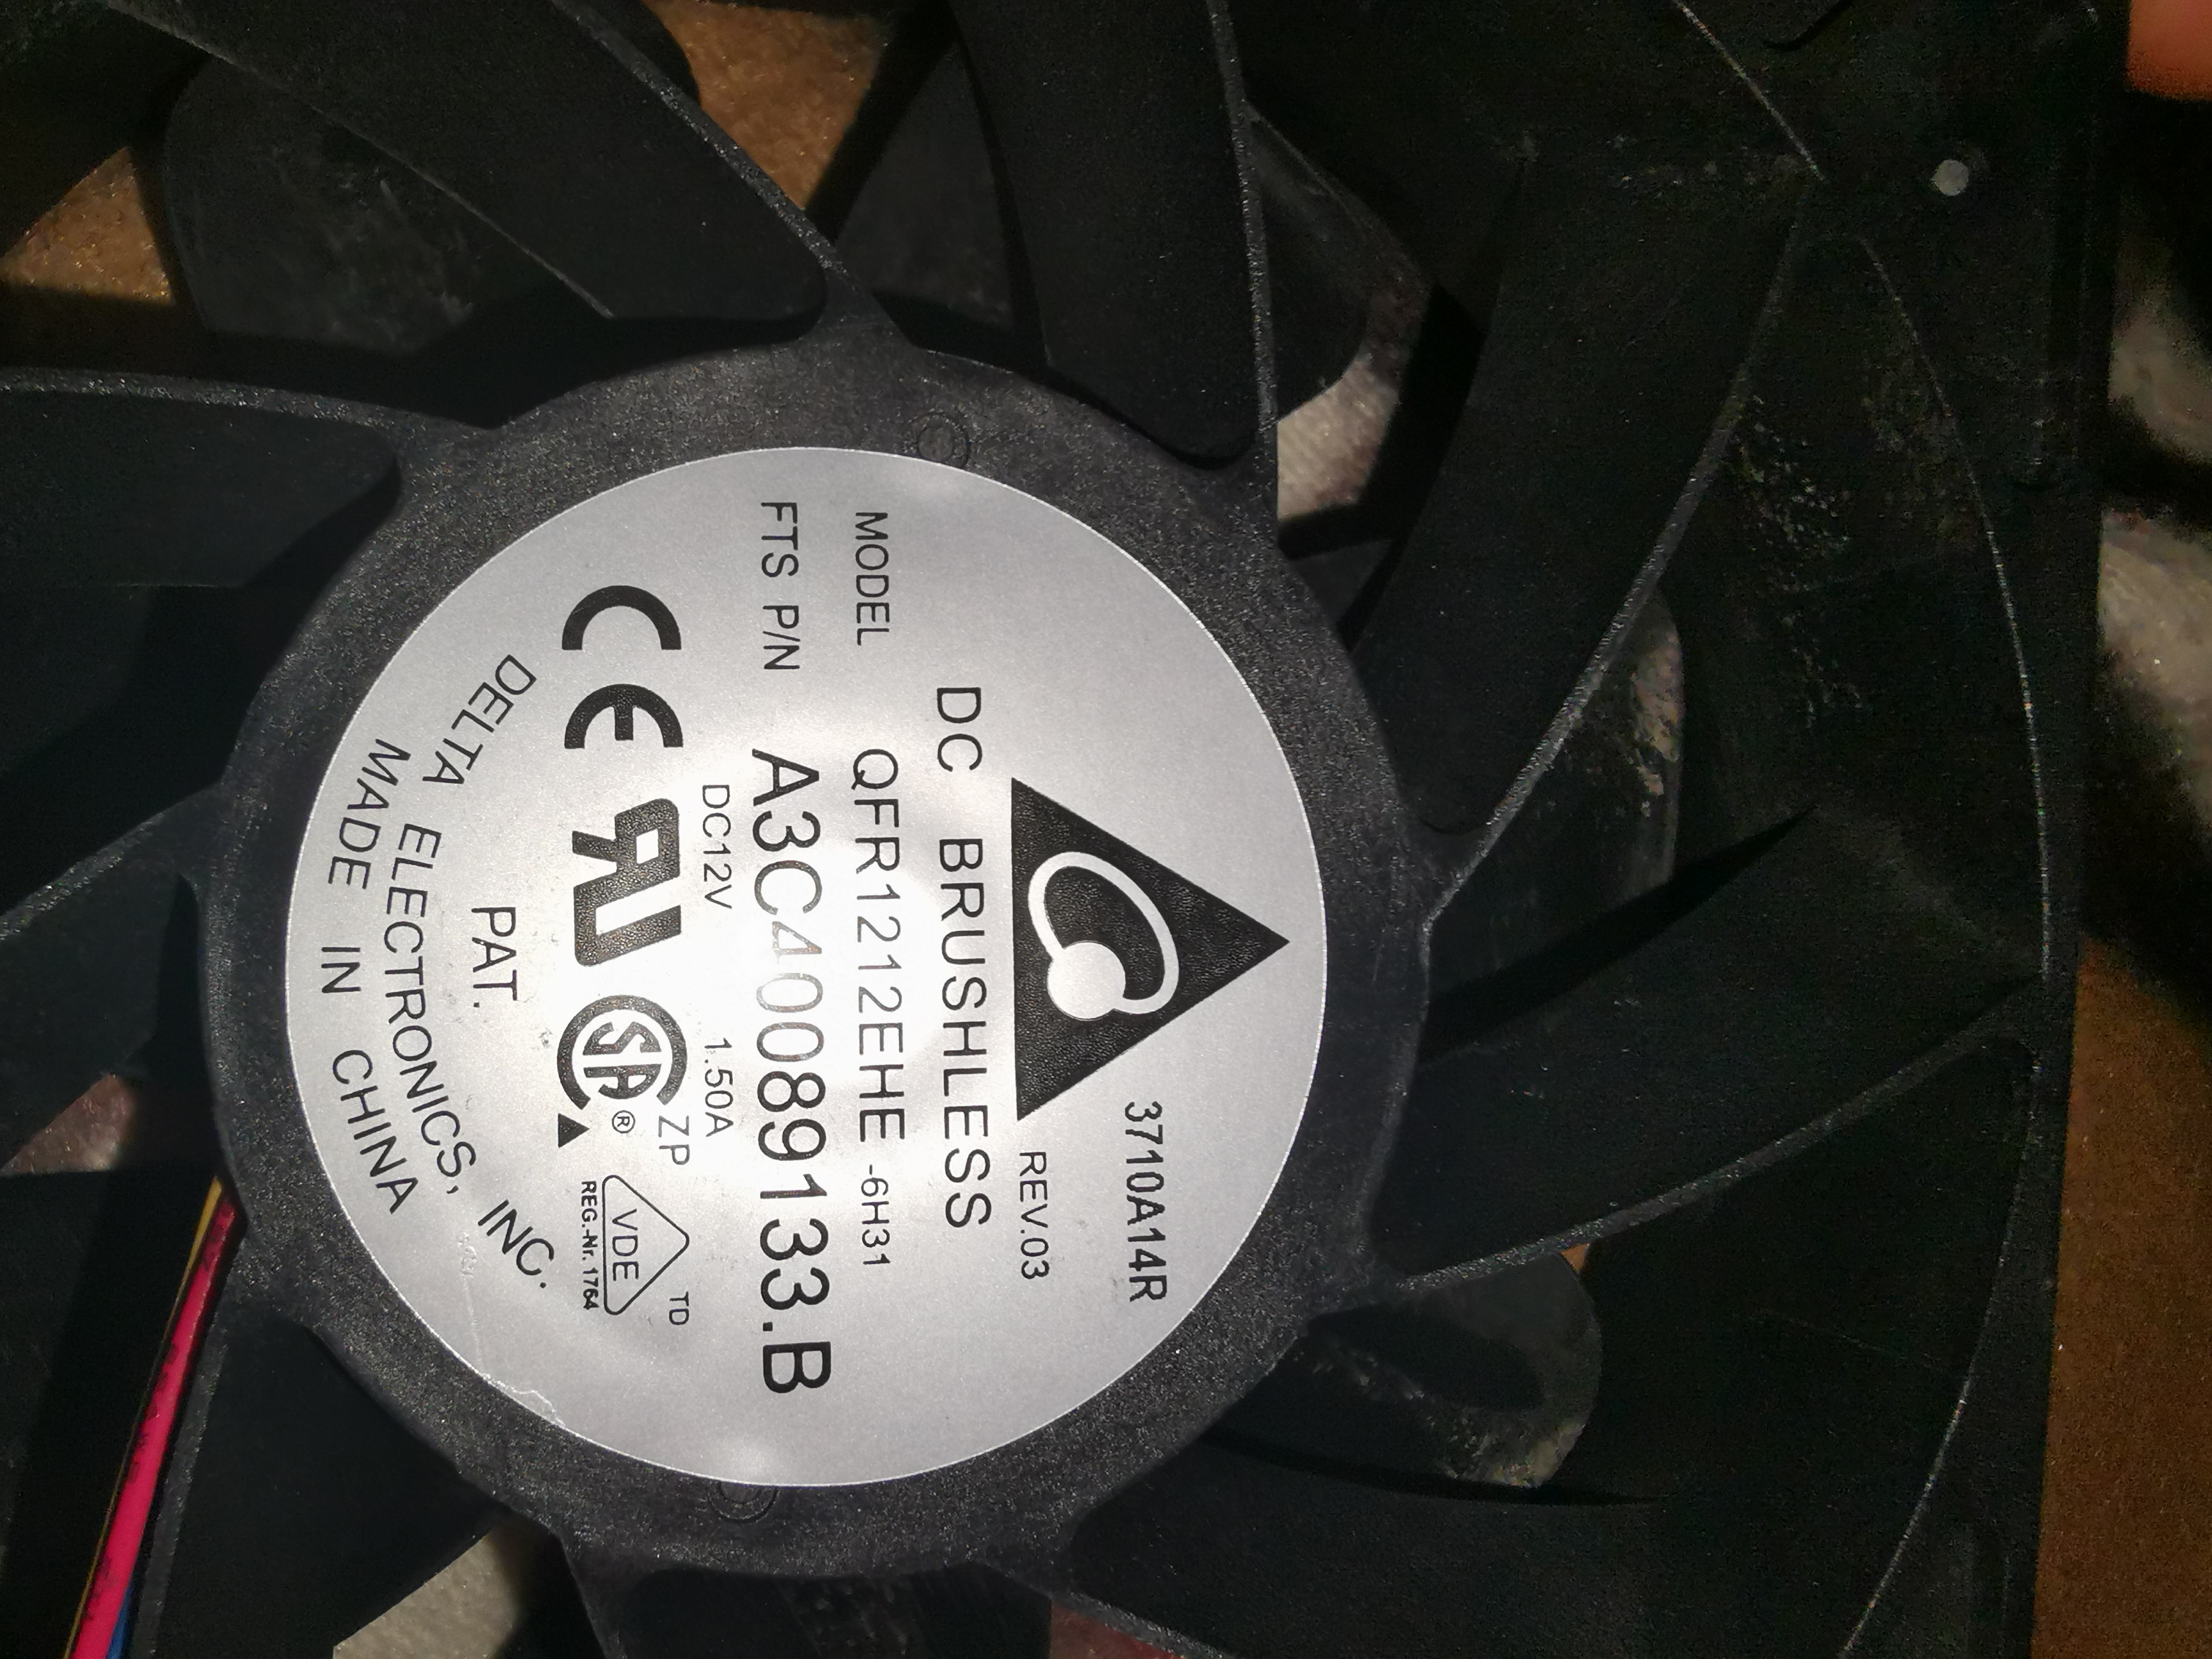 3710A14R
REV.03
DC BRUSHLESS
MODEL QFR1212EHE -6H31
FTS P/N A3C40089133.B
DC12V 1.50A
ZP
TD
CE
®
VDE
REG.-Nr. 1764
PAT.
DELTA ELECTRONICS, INC.
MADE IN CHINA